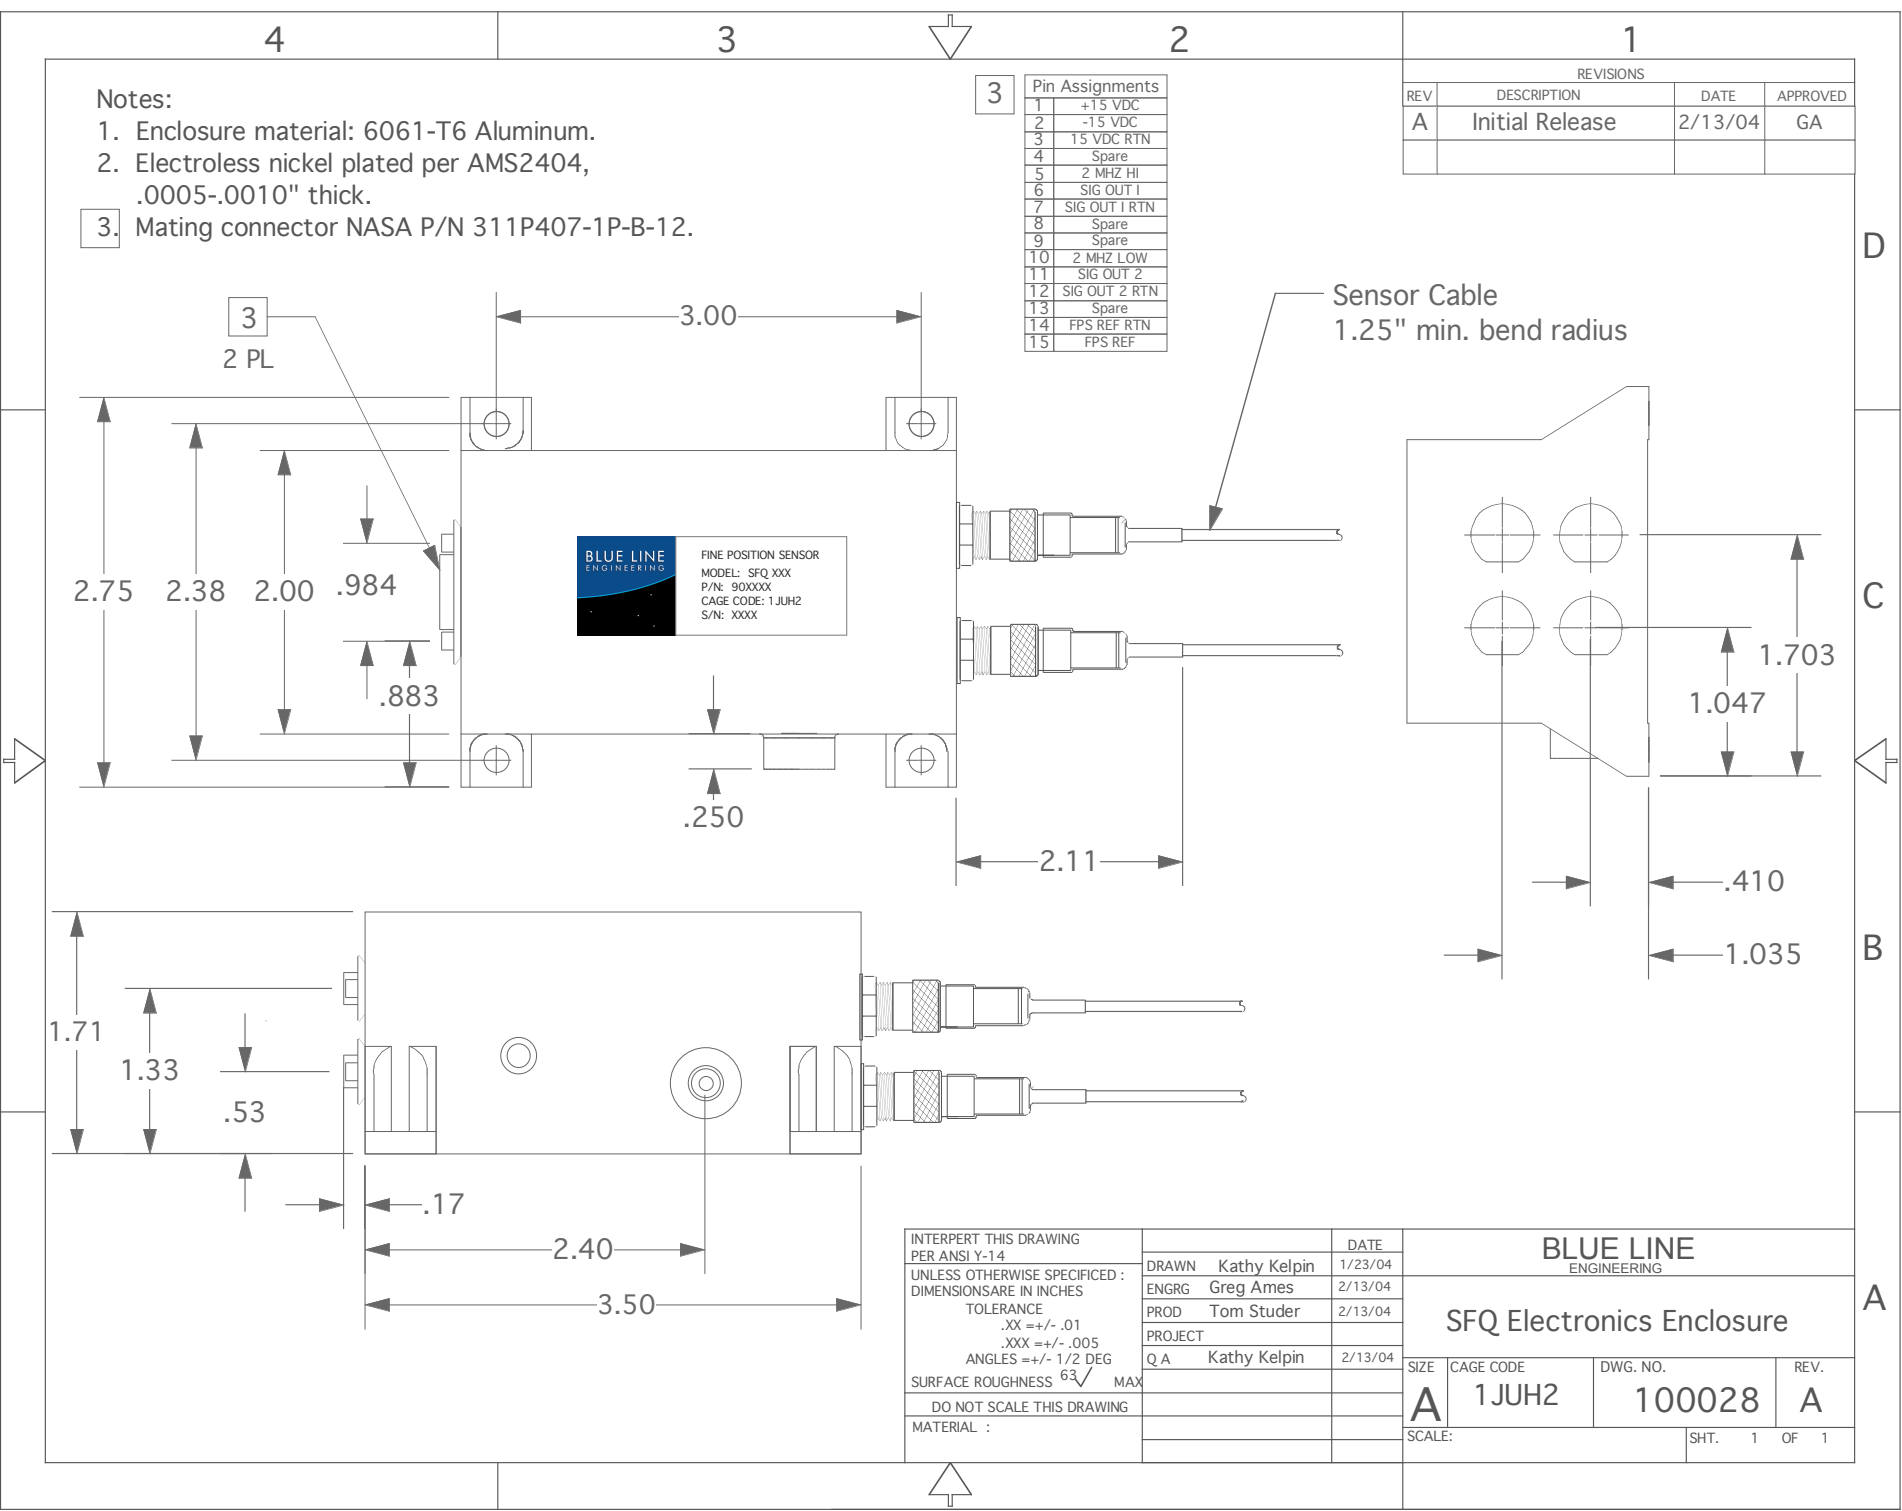 4
3
2
1
Notes:
1. Enclosure material: 6061-T6 Aluminum.
2. Electroless nickel plated per AMS2404,
.0005-.0010" thick.
3. Mating connector NASA P/N 311P407-1P-B-12.
3
Pin Assignments
1 +15 VDC
2 -15 VDC
3 15 VDC RTN
4 Spare
5 2 MHZ HI
6 SIG OUT I
7 SIG OUT I RTN
8 Spare
9 Spare
10 2 MHZ LOW
11 SIG OUT 2
12 SIG OUT 2 RTN
13 Spare
14 FPS REF RTN
15 FPS REF
REVISIONS
REV DESCRIPTION DATE APPROVED
A Initial Release 2/13/04 GA
D
3
2 PL
3.00
Sensor Cable
1.25" min. bend radius
2.75
2.38
2.00
.984
.883
BLUE LINE
ENGINEERING
FINE POSITION SENSOR
MODEL: SFQ XXX
P/N: 90XXXX
CAGE CODE: 1JUH2
S/N: XXXX
.250
2.11
C
1.703
1.047
.410
1.035
B
1.71
1.33
.53
.17
2.40
3.50
INTERPERT THIS DRAWING
PER ANSI Y-14
UNLESS OTHERWISE SPECIFICED :
DIMENSIONSARE IN INCHES
TOLERANCE
.XX =+/- .01
.XXX =+/- .005
ANGLES =+/- 1/2 DEG
SURFACE ROUGHNESS 63 MAX
DO NOT SCALE THIS DRAWING
MATERIAL :
DATE
DRAWN Kathy Kelpin 1/23/04
ENGRG Greg Ames 2/13/04
PROD Tom Studer 2/13/04
PROJECT
Q A Kathy Kelpin 2/13/04
BLUE LINE
ENGINEERING
SFQ Electronics Enclosure
SIZE CAGE CODE DWG. NO. REV.
A 1JUH2 100028 A
SCALE: SHT. 1 OF 1
A